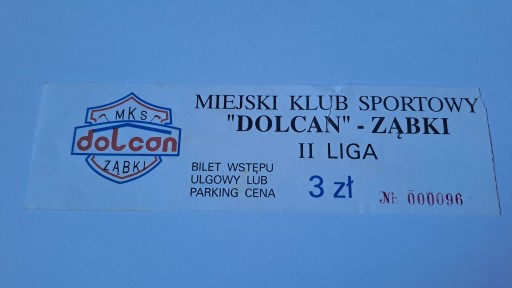 MKS
dolcan
ZĄBKI
MIEJSKI KLUB SPORTOWY
"DOLCAN" - ZĄBKI
II LIGA
BILET WSTĘPU
ULGOWY LUB
PARKING CENA
3 zł
Nr 000096